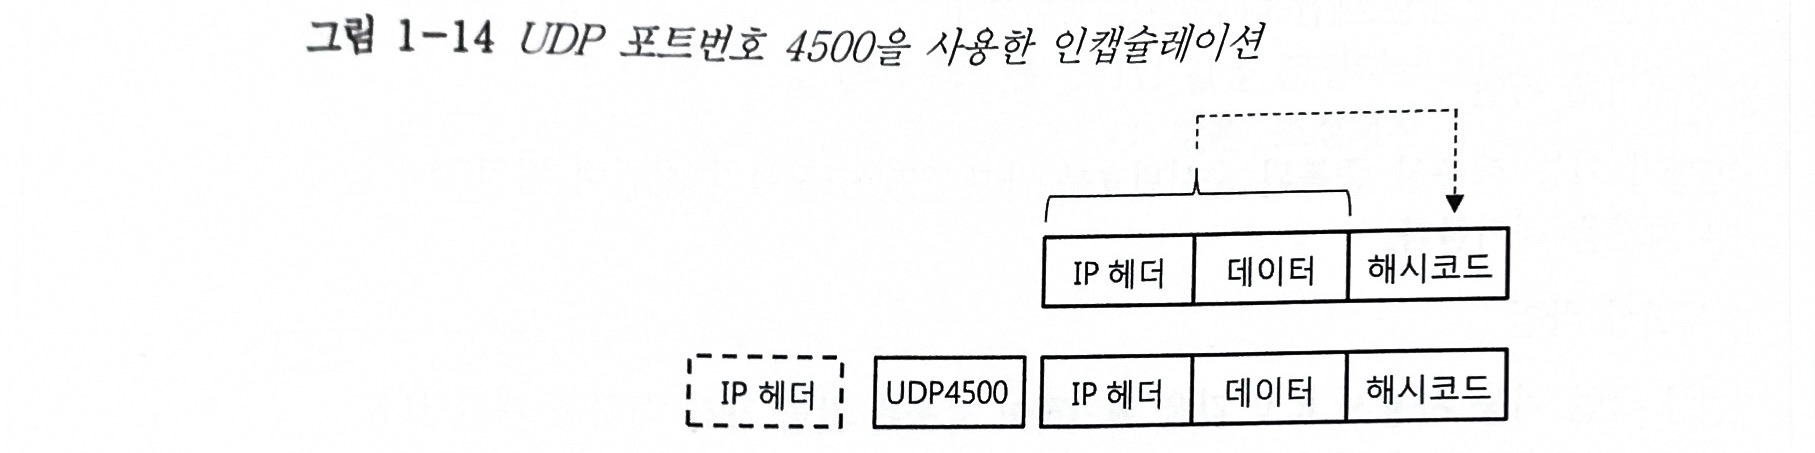 그림 1-14 UDP 포트번호 4500을 사용한 인캡슐레이션
IP 헤더 데이터 해시코드
IP 헤더 UDP4500 IP 헤더 데이터 해시코드